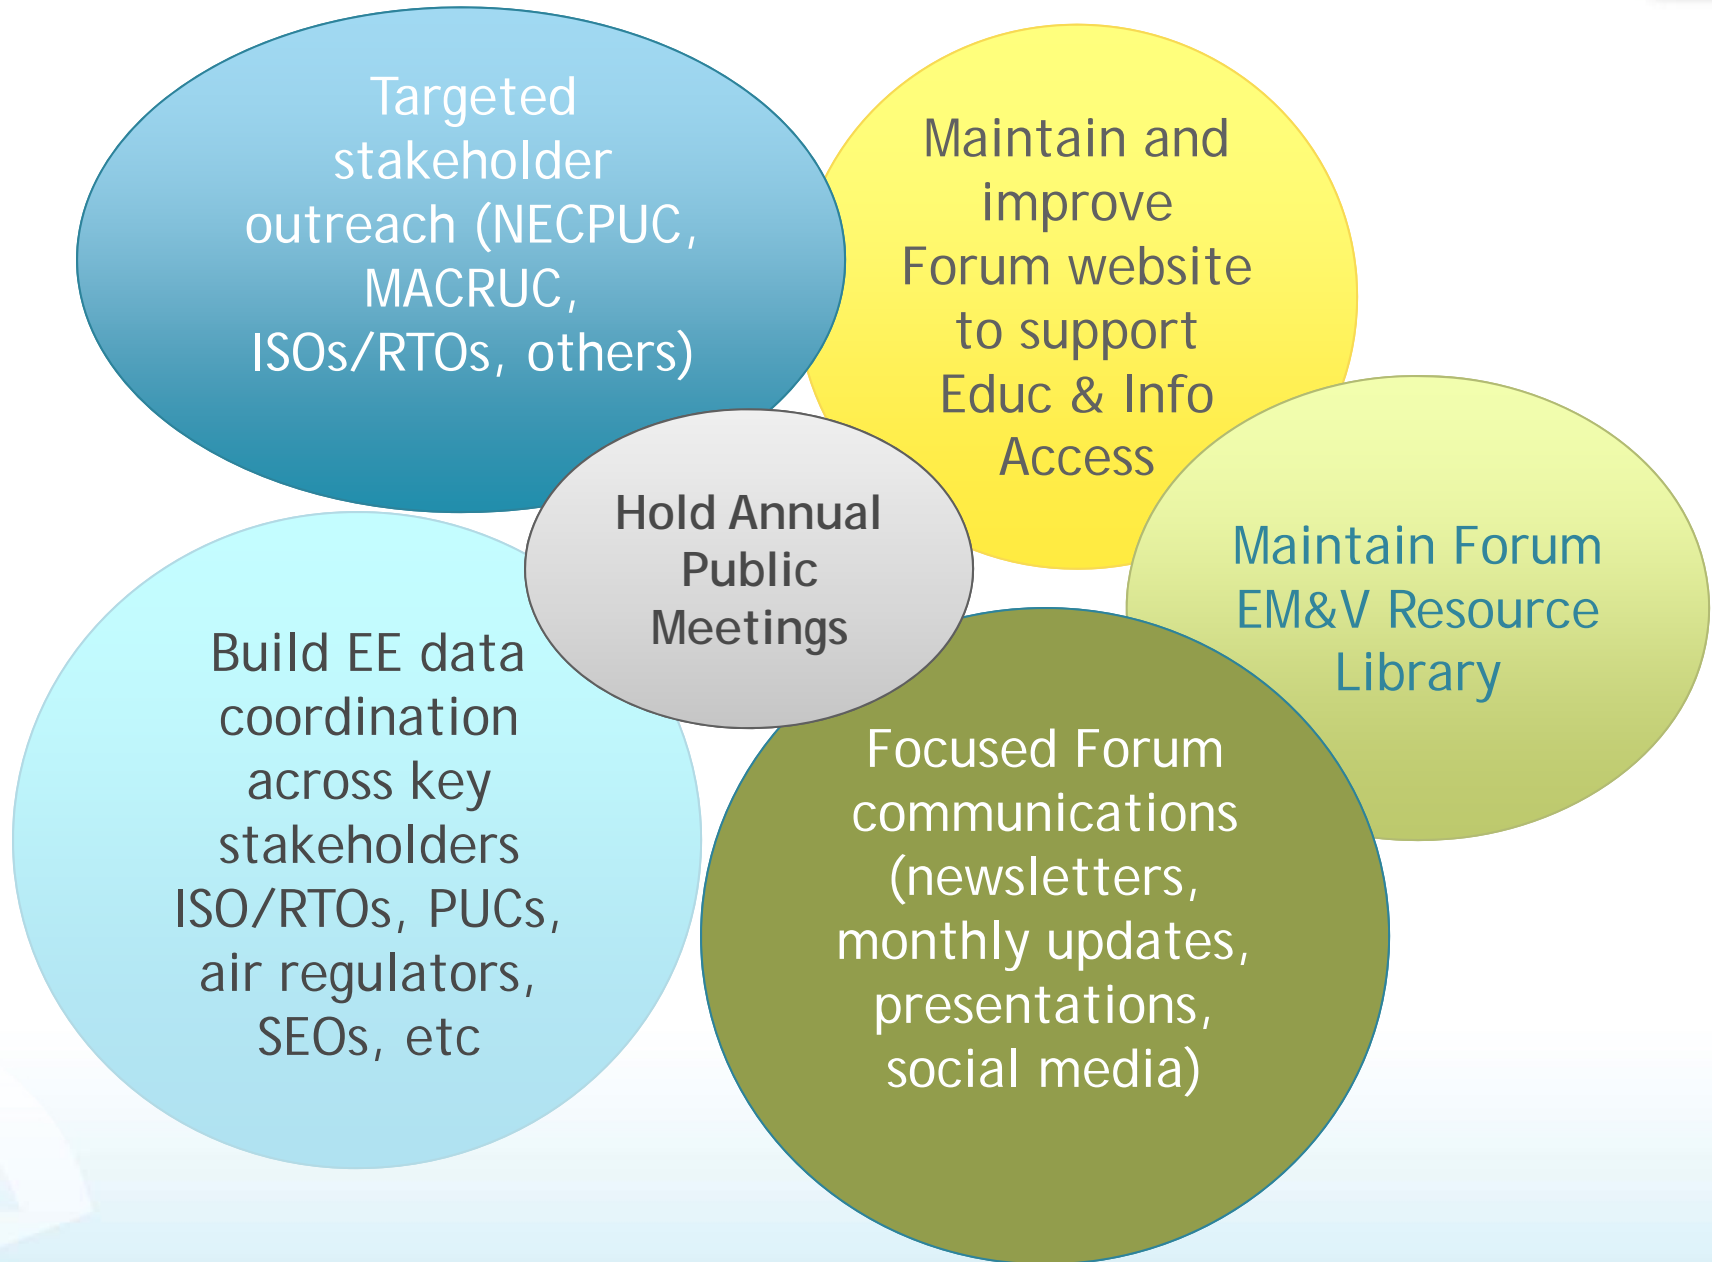 Targeted
stakeholder
outreach (NECPUC,
MACRUC,
ISOs/RTOs, others)
Maintain and
improve
Forum website
to support
Educ & Info
Access
Hold Annual
Public
Meetings
Maintain Forum
EM&V Resource
Library
Build EE data
coordination
across key
stakeholders
ISO/RTOs, PUCs,
air regulators,
SEOs, etc
Focused Forum
communications
(newsletters,
monthly updates,
presentations,
social media)